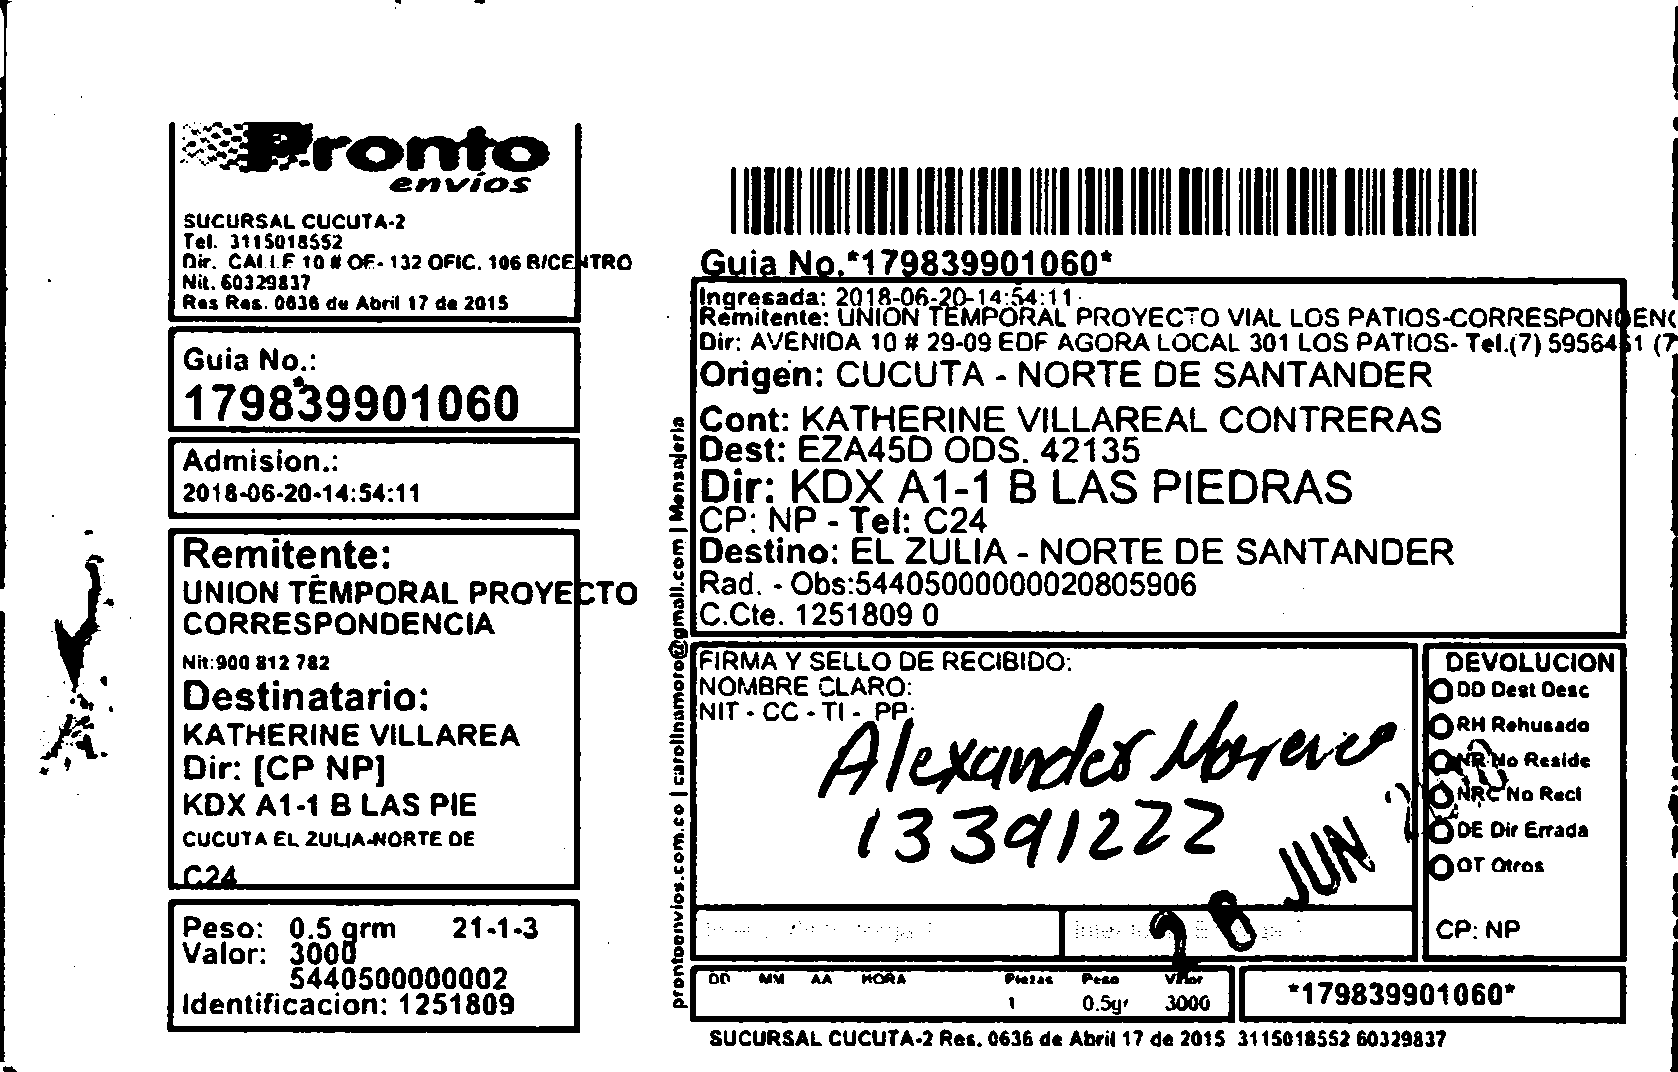 Pronto
envíos
SUCURSAL CUCUTA-2
Tel. 3115018552
Dir. CALLE 10 # OE- 132 OFIC. 106 B/CENTRO
Nit. 60329837
Res Res. 0636 de Abril 17 de 2015
Guia No.:
179839901060
Admision.:
2018-06-20-14:54:11
Remitente:
UNION TEMPORAL PROYECTO
CORRESPONDENCIA
Nit:900 812 782
Destinatario:
KATHERINE VILLAREA
Dir: [CP NP]
KDX A1-1 B LAS PIE
CUCUTA EL ZULIA-NORTE DE
C24
Peso: 0.5 grm 21-1-3
Valor: 3000
5440500000002
Identificacion: 1251809
prontoenvios.com.co | carolinamoro@gmail.com | Mensajeria
Guia No.*179839901060*
Ingresada: 2018-06-20-14:54:11
Remitente: UNION TEMPORAL PROYECTO VIAL LOS PATIOS-CORRESPONDENC
Dir: AVENIDA 10 # 29-09 EDF AGORA LOCAL 301 LOS PATIOS- Tel.(7) 5956451 (7
Origen: CUCUTA - NORTE DE SANTANDER
Cont: KATHERINE VILLAREAL CONTRERAS
Dest: EZA45D ODS. 42135
Dir: KDX A1-1 B LAS PIEDRAS
CP: NP - Tel: C24
Destino: EL ZULIA - NORTE DE SANTANDER
Rad. - Obs:54405000000020805906
C.Cte. 1251809 0
FIRMA Y SELLO DE RECIBIDO:
NOMBRE CLARO:
NIT - CC - TI - PP:
Alexander Moreno
13391222
28 JUN
DEVOLUCION
DD Dest Desc
RH Rehusado
NR No Reside
NRC No Recl
DE Dir Errada
OT Otros
CP: NP
DD MM AA HORA Piezas Peso Valor
1 0.5gr 3000
*179839901060*
SUCURSAL CUCUTA-2 Res. 0636 de Abril 17 de 2015 3115018552 60329837